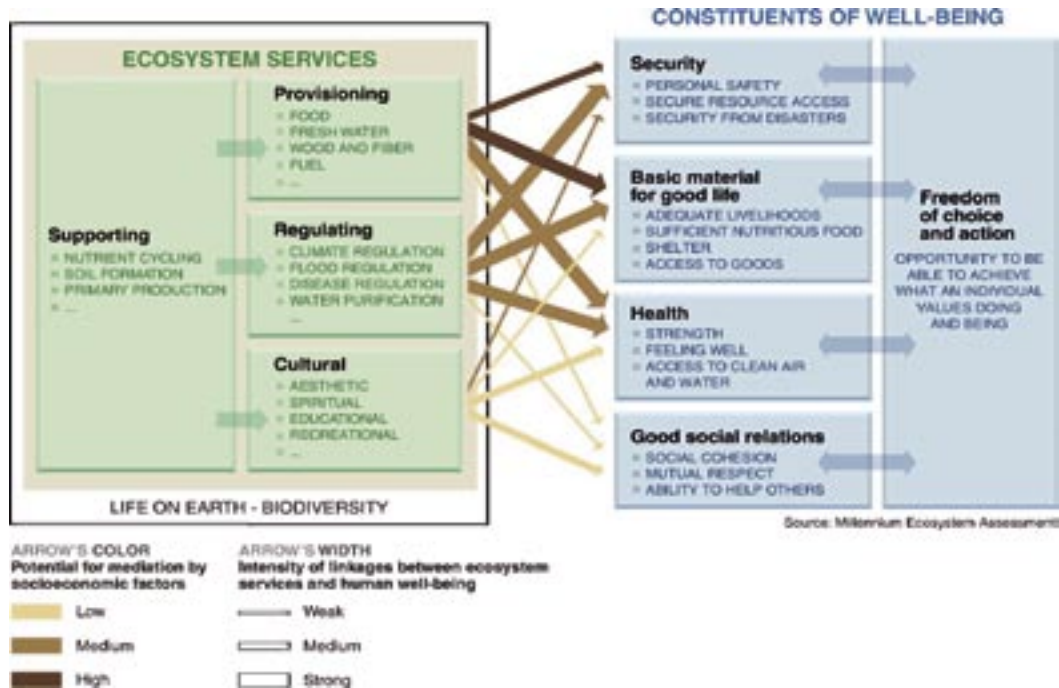 CONSTITUENTS OF WELL-BEING
ECOSYSTEM SERVICES
Supporting
NUTRIENT CYCLING
SOIL FORMATION
PRIMARY PRODUCTION
...
Provisioning
FOOD
FRESH WATER
WOOD AND FIBER
FUEL
...
Regulating
CLIMATE REGULATION
FLOOD REGULATION
DISEASE REGULATION
WATER PURIFICATION
...
Cultural
AESTHETIC
SPIRITUAL
EDUCATIONAL
RECREATIONAL
...
LIFE ON EARTH - BIODIVERSITY
Security
PERSONAL SAFETY
SECURE RESOURCE ACCESS
SECURITY FROM DISASTERS
Basic material
for good life
ADEQUATE LIVELIHOODS
SUFFICIENT NUTRITIOUS FOOD
SHELTER
ACCESS TO GOODS
Health
STRENGTH
FEELING WELL
ACCESS TO CLEAN AIR
AND WATER
Good social relations
SOCIAL COHESION
MUTUAL RESPECT
ABILITY TO HELP OTHERS
Freedom
of choice
and action
OPPORTUNITY TO BE
ABLE TO ACHIEVE
WHAT AN INDIVIDUAL
VALUES DOING
AND BEING
Source: Millennium Ecosystem Assessment
ARROW'S COLOR
Potential for mediation by
socioeconomic factors
Low
Medium
High
ARROW'S WIDTH
Intensity of linkages between ecosystem
services and human well-being
Weak
Medium
Strong